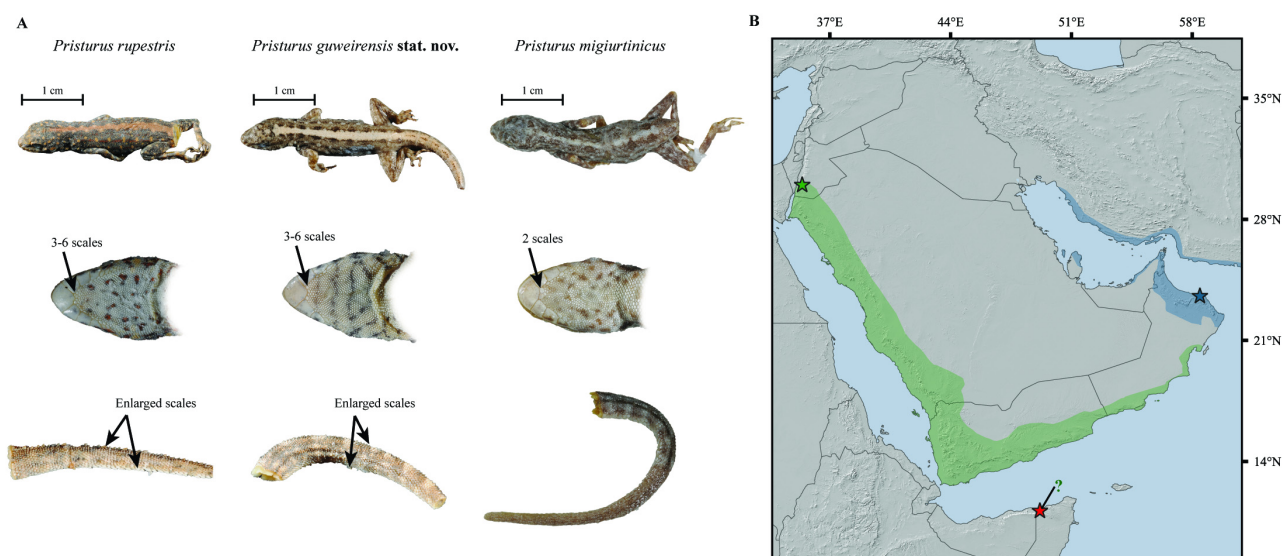 A
Pristurus rupestris
Pristurus guweirensis stat. nov.
Pristurus migiurtinicus
1 cm
1 cm
1 cm
3-6 scales
3-6 scales
2 scales
Enlarged scales
Enlarged scales
B
37°E
44°E
51°E
58°E
35°N
28°N
21°N
14°N
?